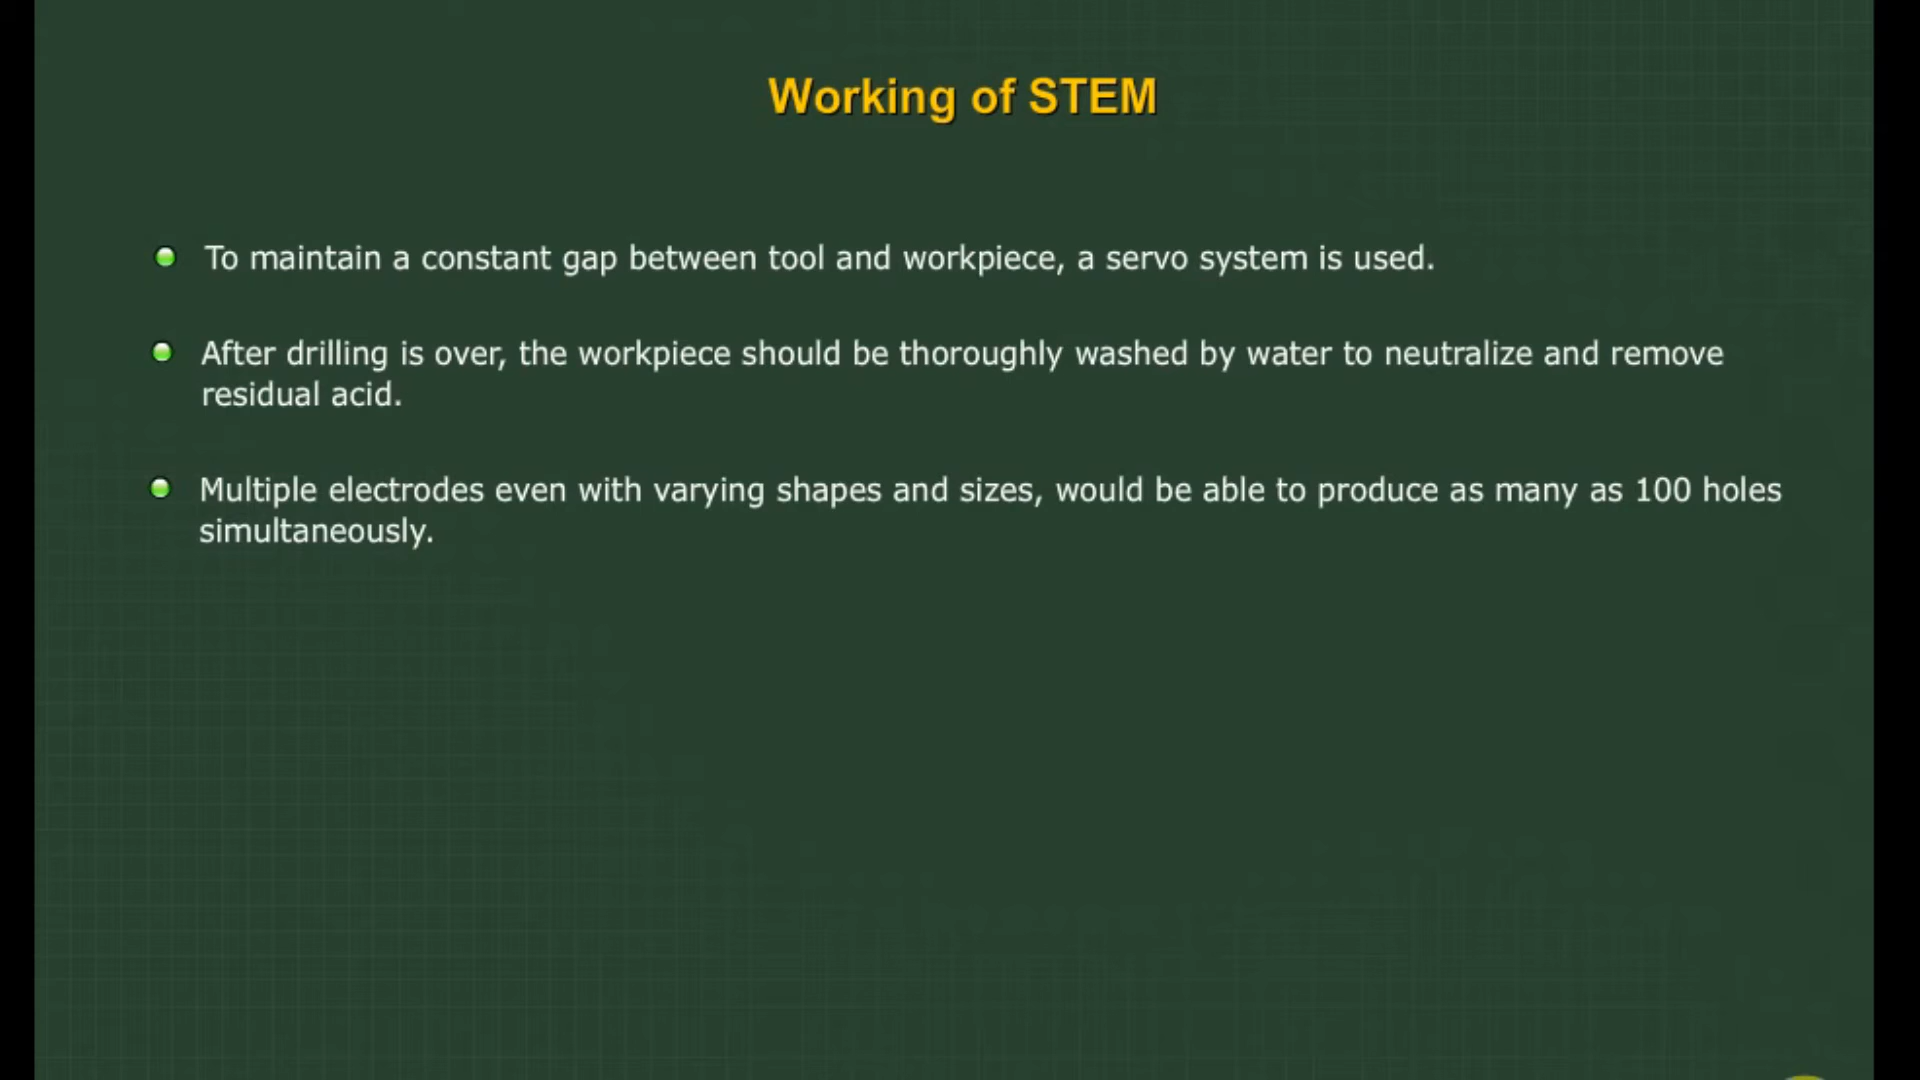 Working of STEM
To maintain a constant gap between tool and workpiece, a servo system is used.
After drilling is over, the workpiece should be thoroughly washed by water to neutralize and remove
residual acid.
Multiple electrodes even with varying shapes and sizes, would be able to produce as many as 100 holes
simultaneously.